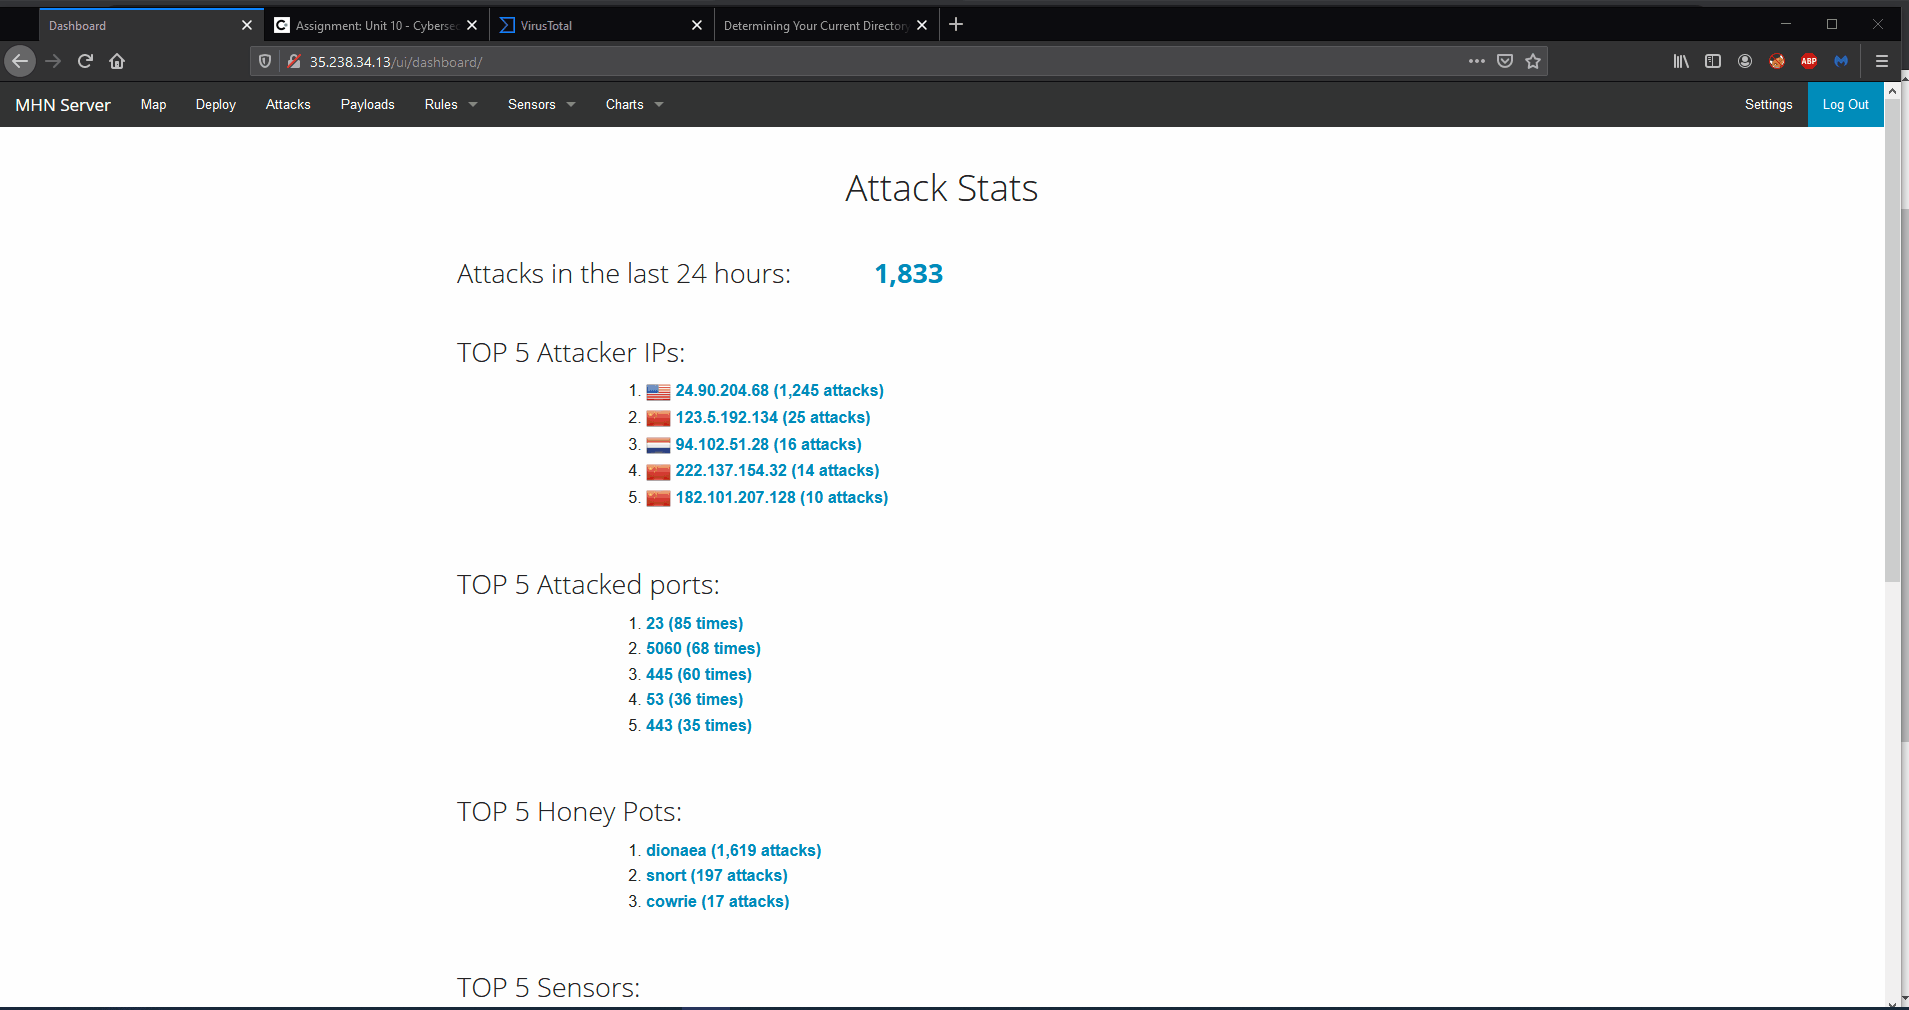 Dashboard
Assignment: Unit 10 - Cybersec
VirusTotal
Determining Your Current Directory
35.238.34.13/ui/dashboard/
ABP
MHN Server Map Deploy Attacks Payloads Rules Sensors Charts Settings Log Out
Attack Stats
Attacks in the last 24 hours: 1,833
TOP 5 Attacker IPs:
1. 24.90.204.68 (1,245 attacks)
2. 123.5.192.134 (25 attacks)
3. 94.102.51.28 (16 attacks)
4. 222.137.154.32 (14 attacks)
5. 182.101.207.128 (10 attacks)
TOP 5 Attacked ports:
1. 23 (85 times)
2. 5060 (68 times)
3. 445 (60 times)
4. 53 (36 times)
5. 443 (35 times)
TOP 5 Honey Pots:
1. dionaea (1,619 attacks)
2. snort (197 attacks)
3. cowrie (17 attacks)
TOP 5 Sensors: